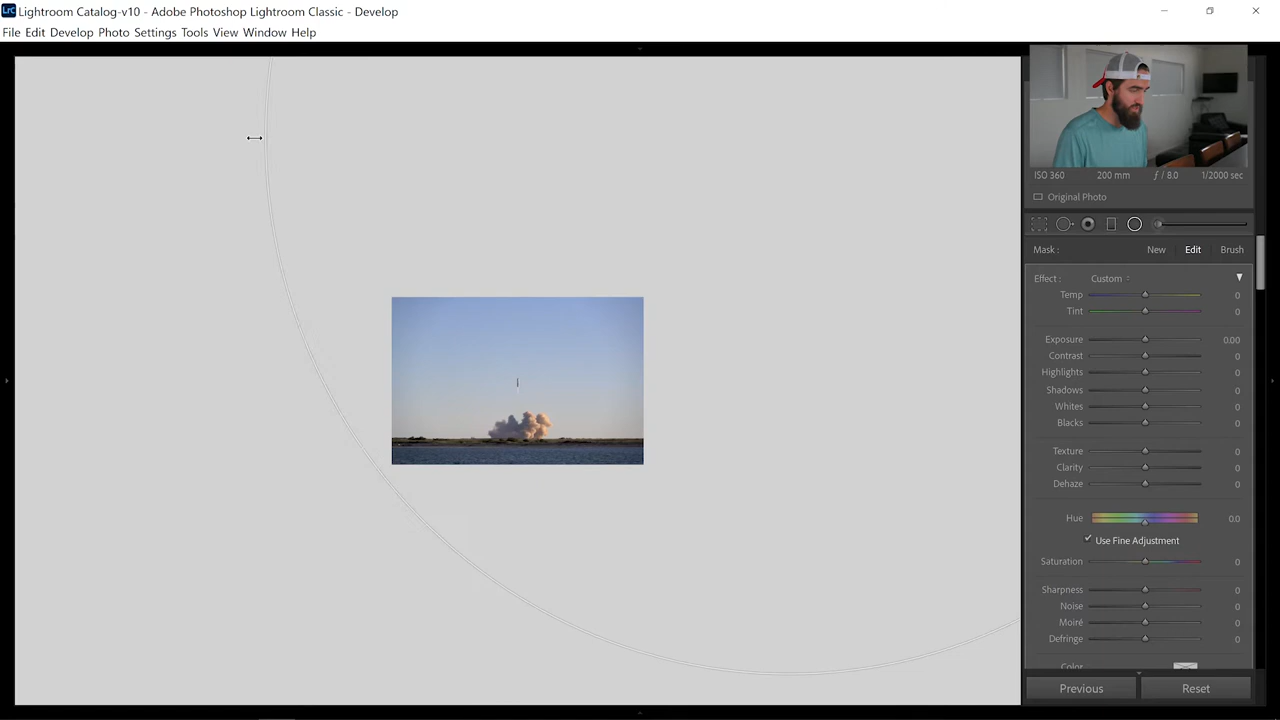 Lightroom Catalog-v10 - Adobe Photoshop Lightroom Classic - Develop
File Edit Develop Photo Settings Tools View Window Help
ISO 360 200 mm ƒ / 8.0 1/2000 sec
Original Photo
Mask : New Edit Brush
Effect : Custom
Temp 0
Tint 0
Exposure 0.00
Contrast 0
Highlights 0
Shadows 0
Whites 0
Blacks 0
Texture 0
Clarity 0
Dehaze 0
Hue 0.0
Use Fine Adjustment
Saturation 0
Sharpness 0
Noise 0
Moiré 0
Defringe 0
Color
Previous Reset